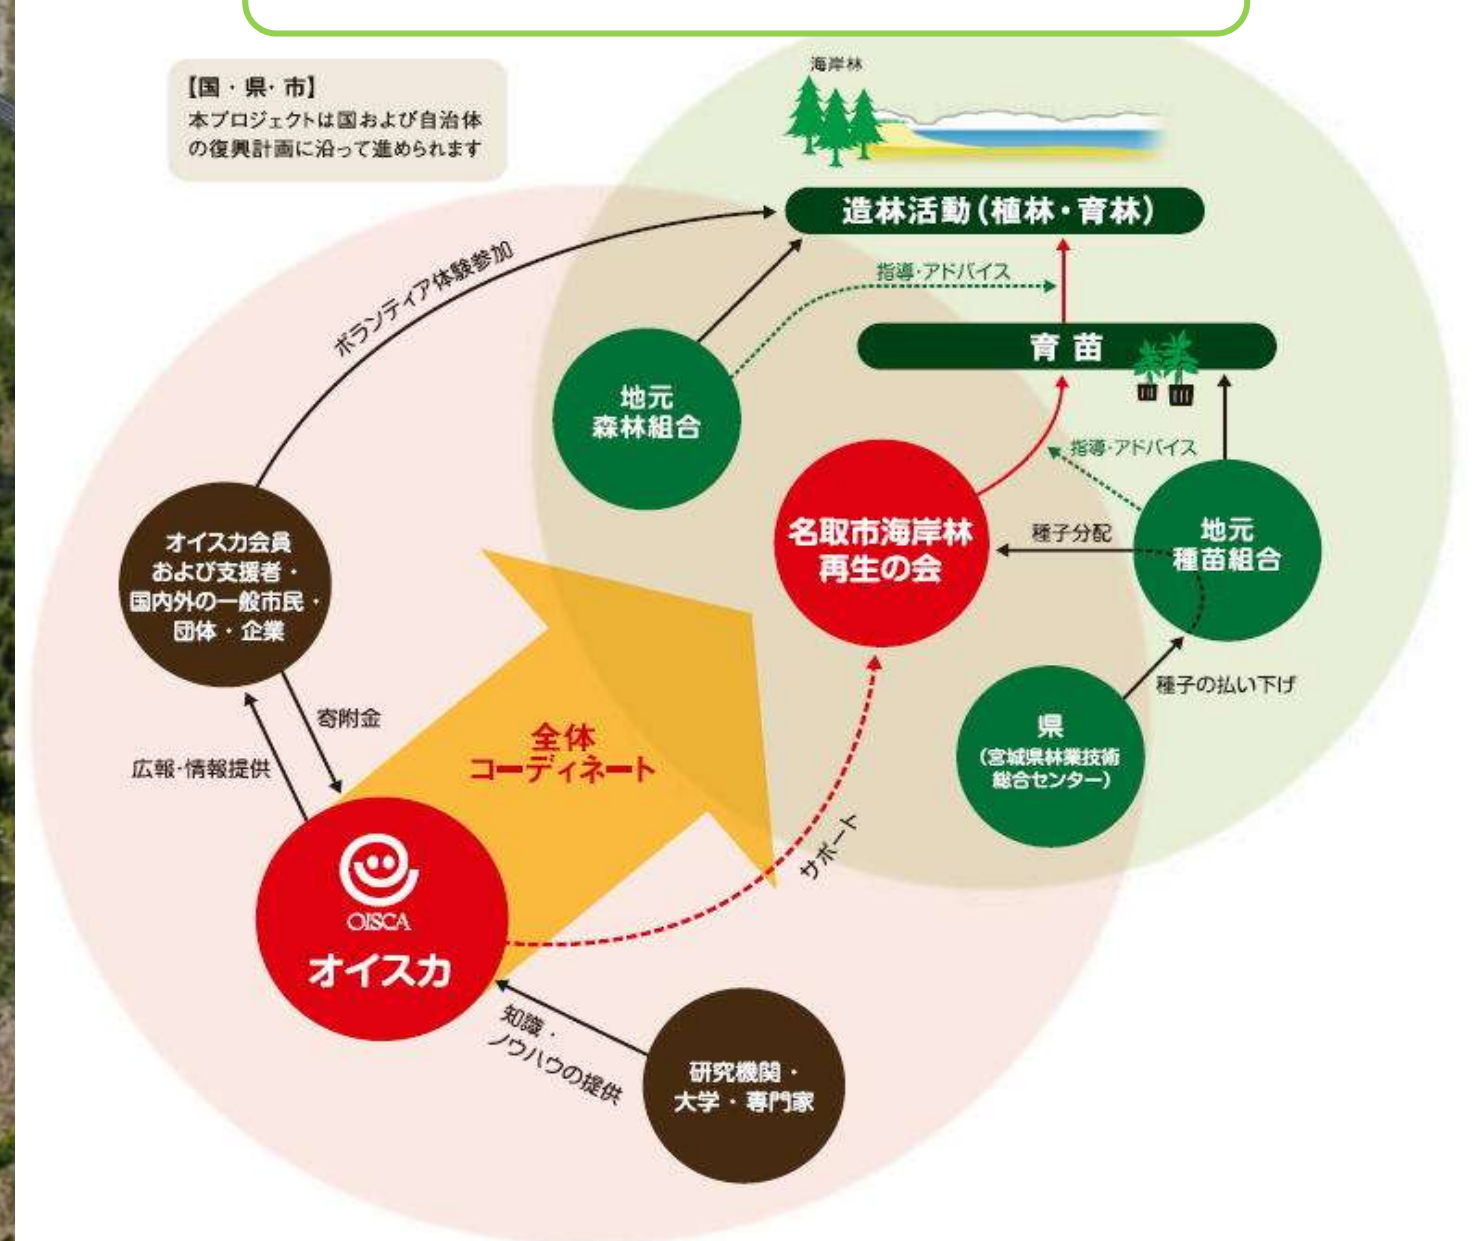 【国・県・市】
本プロジェクトは国および自治体
の復興計画に沿って進められます
海岸林
造林活動(植林・育林)
ボランティア体験参加
指導・アドバイス
育苗
地元
森林組合
指導・アドバイス
名取市海岸林
再生の会
種子分配
地元
種苗組合
オイスカ会員
および支援者・
国内外の一般市民・
団体・企業
種子の払い下げ
県
(宮城県林業技術
総合センター)
寄附金
広報・情報提供
全体
コーディネート
サポート
OISCA
オイスカ
知識・
ノウハウの提供
研究機関・
大学・専門家